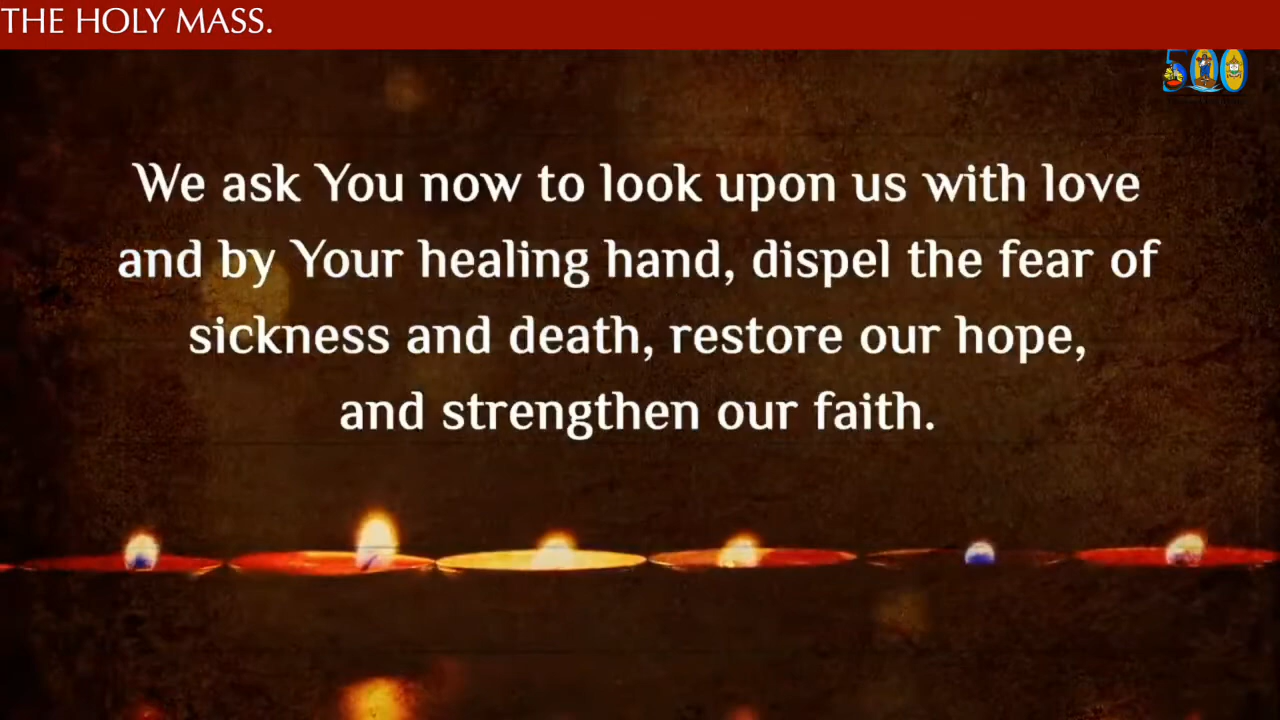 THE HOLY MASS.
500
We ask You now to look upon us with love
and by Your healing hand, dispel the fear of
sickness and death, restore our hope,
and strengthen our faith.